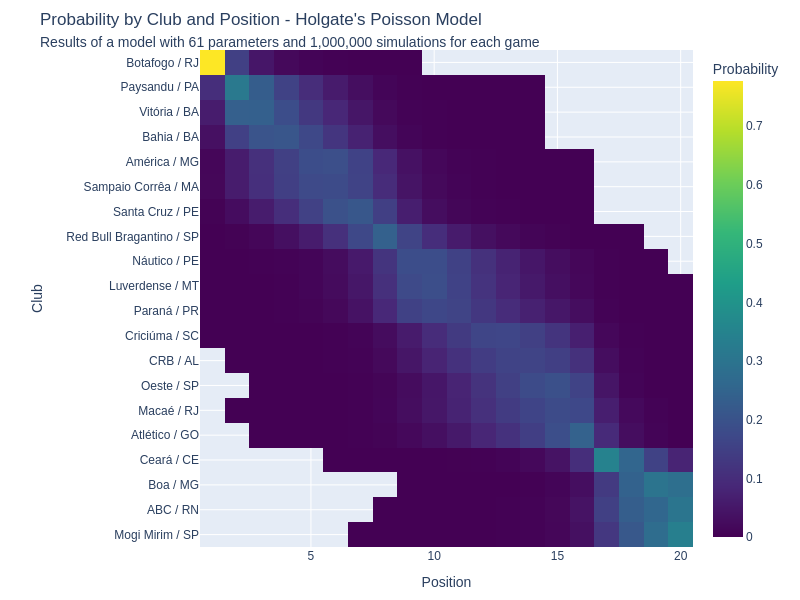 Probability by Club and Position - Holgate's Poisson Model
Results of a model with 61 parameters and 1,000,000 simulations for each game
Probability
0.7
0.6
0.5
0.4
0.3
0.2
0.1
0
Club
Botafogo / RJ
Paysandu / PA
Vitória / BA
Bahia / BA
América / MG
Sampaio Corrêa / MA
Santa Cruz / PE
Red Bull Bragantino / SP
Náutico / PE
Luverdense / MT
Paraná / PR
Criciúma / SC
CRB / AL
Oeste / SP
Macaé / RJ
Atlético / GO
Ceará / CE
Boa / MG
ABC / RN
Mogi Mirim / SP
5
10
15
20
Position